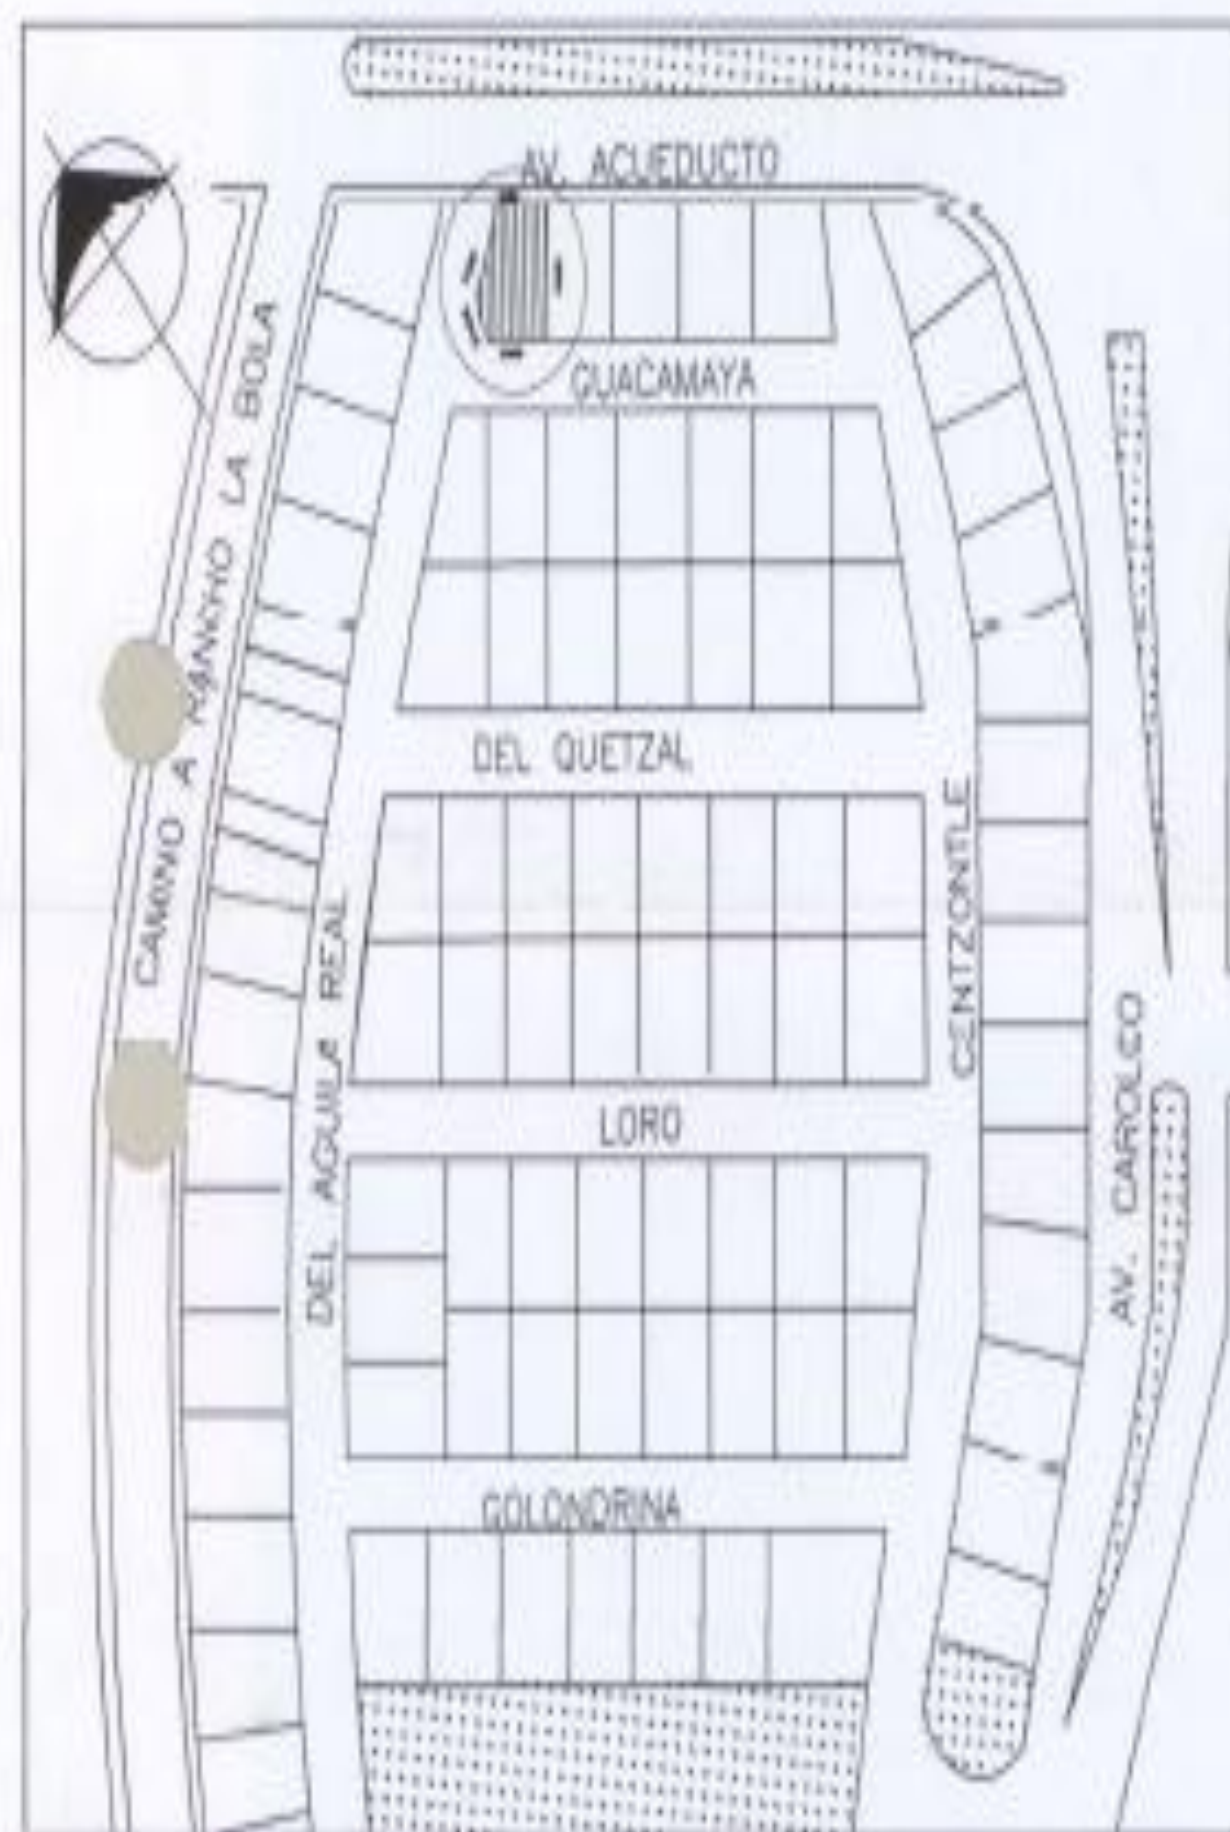 AV. ACUEDUCTO
GUACAMAYA
CAMINO A RANCHO LA BOLA
DEL QUETZAL
CENTZONTLE
DEL AGUILA REAL
LORO
AV. CAROLCO
GOLONDRINA